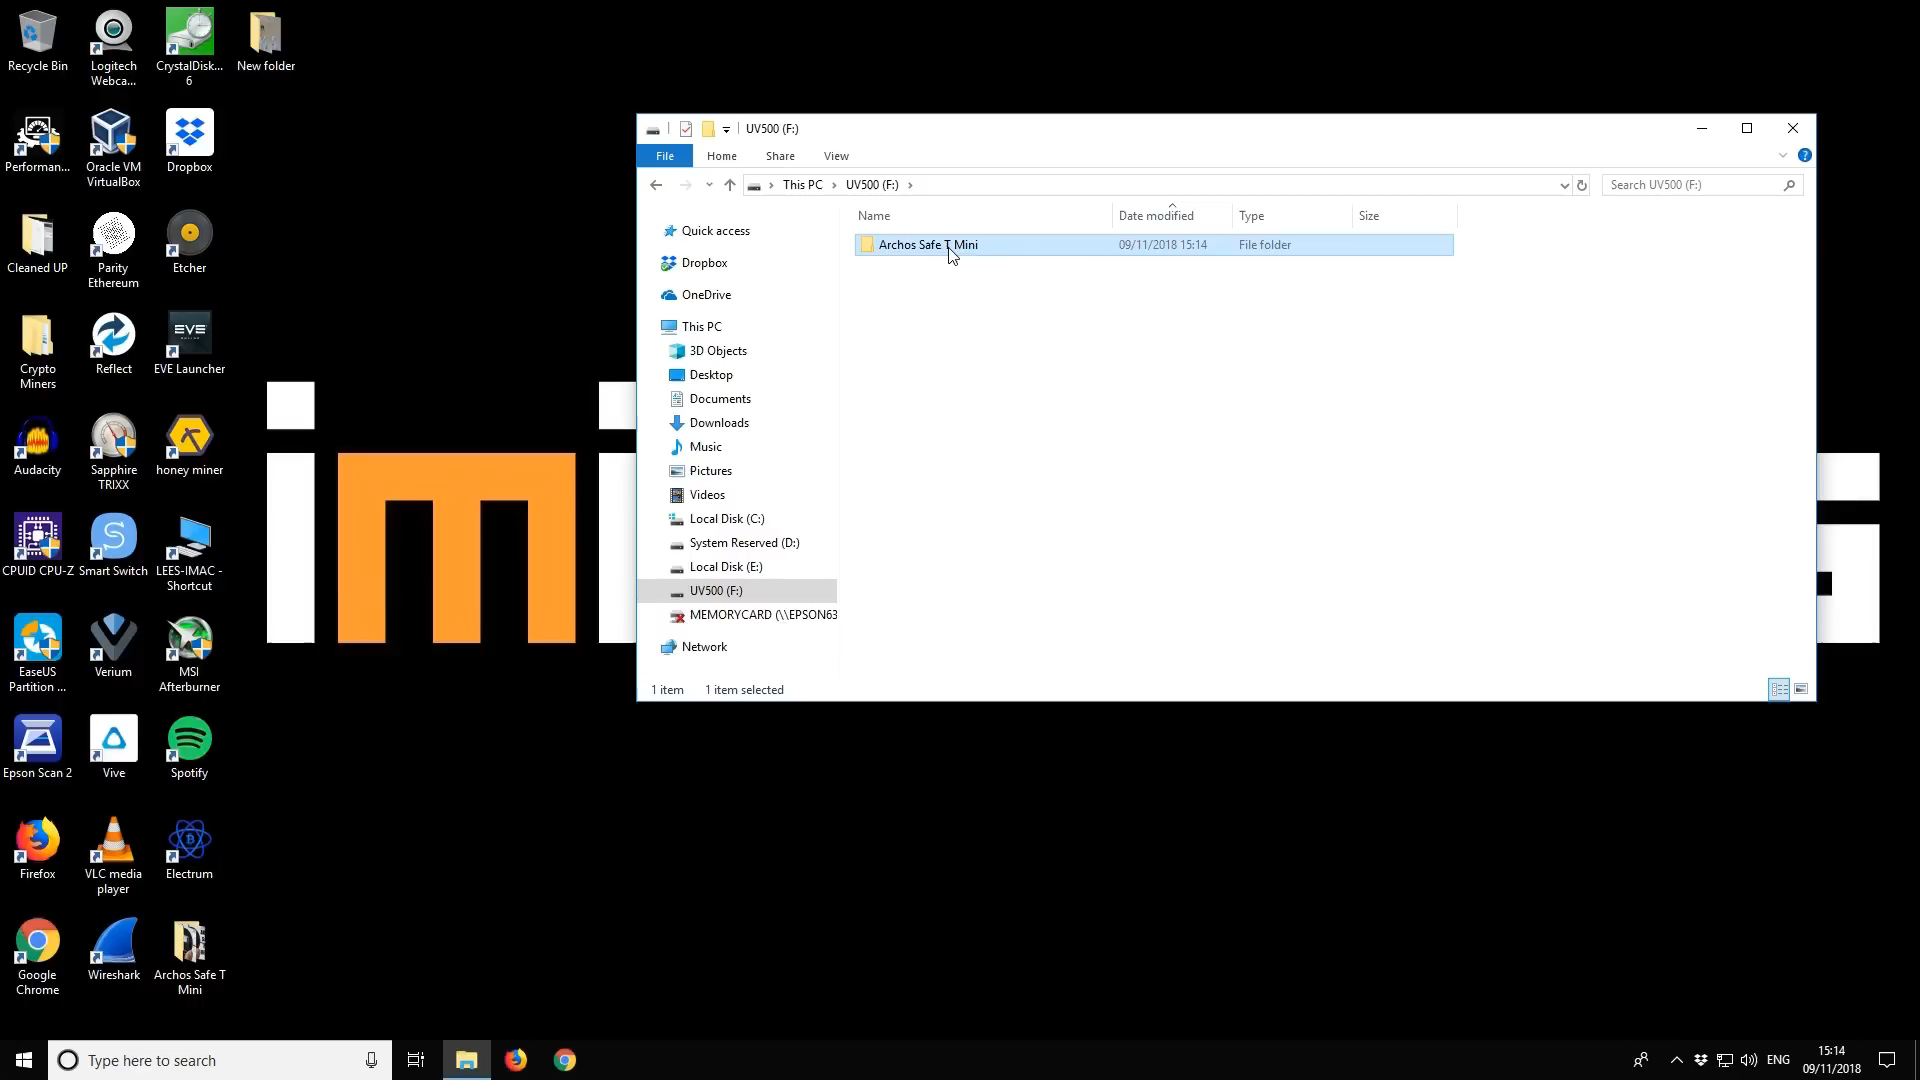 Recycle Bin
Logitech
Webca...
CrystalDisk...
6
New folder
Performan...
Oracle VM
VirtualBox
Dropbox
Cleaned UP
Parity
Ethereum
Etcher
Crypto
Miners
Reflect
EVE
EVE Launcher
Audacity
Sapphire
TRIXX
honey miner
CPUID CPU-Z
Smart Switch
LEES-IMAC -
Shortcut
EaseUS
Partition ...
Verium
MSI
Afterburner
Epson Scan 2
Vive
Spotify
Firefox
VLC media
player
Electrum
Google
Chrome
Wireshark
Archos Safe T
Mini
im
UV500 (F:)
File
Home
Share
View
This PC
UV500 (F:)
Search UV500 (F:)
Name
Date modified
Type
Size
Archos Safe T Mini
09/11/2018 15:14
File folder
Quick access
Dropbox
OneDrive
This PC
3D Objects
Desktop
Documents
Downloads
Music
Pictures
Videos
Local Disk (C:)
System Reserved (D:)
Local Disk (E:)
UV500 (F:)
MEMORYCARD (\\EPSON63
Network
1 item
1 item selected
Type here to search
ENG
15:14
09/11/2018